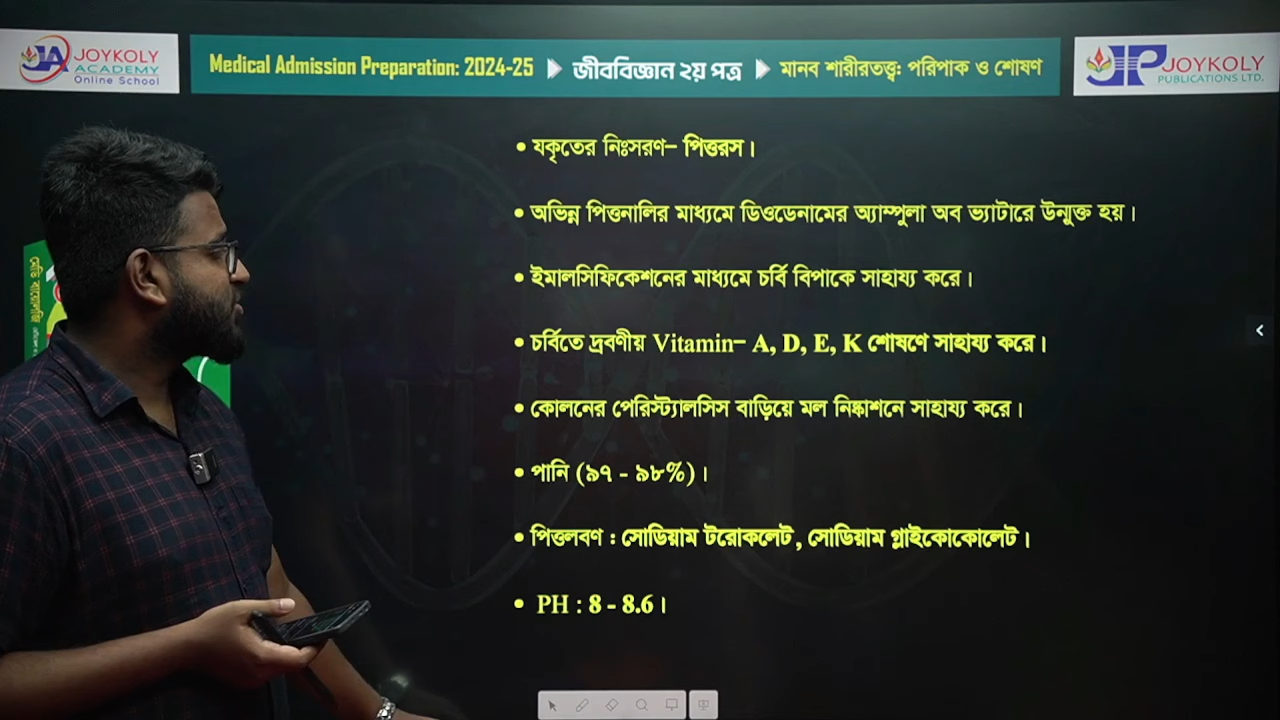 JOYKOLY
ACADEMY
Online School
Medical Admission Preparation: 2024-25 জীববিজ্ঞান ২য় পত্র মানব শারীরতত্ত্ব: পরিপাক ও শোষণ
JP JOYKOLY
PUBLICATIONS LTD.
• যকৃতের নিঃসরণ– পিত্তরস।
• অভিন্ন পিত্তনালির মাধ্যমে ডিওডেনামের অ্যাম্পুলা অব ভ্যাটারে উন্মুক্ত হয়।
• ইমালসিফিকেশনের মাধ্যমে চর্বি বিপাকে সাহায্য করে।
• চর্বিতে দ্রবণীয় Vitamin– A, D, E, K শোষণে সাহায্য করে।
• কোলনের পেরিস্ট্যালসিস বাড়িয়ে মল নিষ্কাশনে সাহায্য করে।
• পানি (৯৭ - ৯৮%)।
• পিত্তলবণ : সোডিয়াম টরোকলেট, সোডিয়াম গ্লাইকোকোলেট।
• PH : 8 - 8.6।